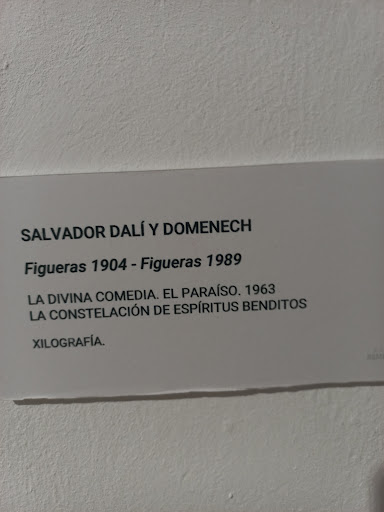 SALVADOR DALÍ Y DOMENECH
Figueras 1904 - Figueras 1989
LA DIVINA COMEDIA. EL PARAÍSO. 1963
LA CONSTELACIÓN DE ESPÍRITUS BENDITOS
XILOGRAFÍA.